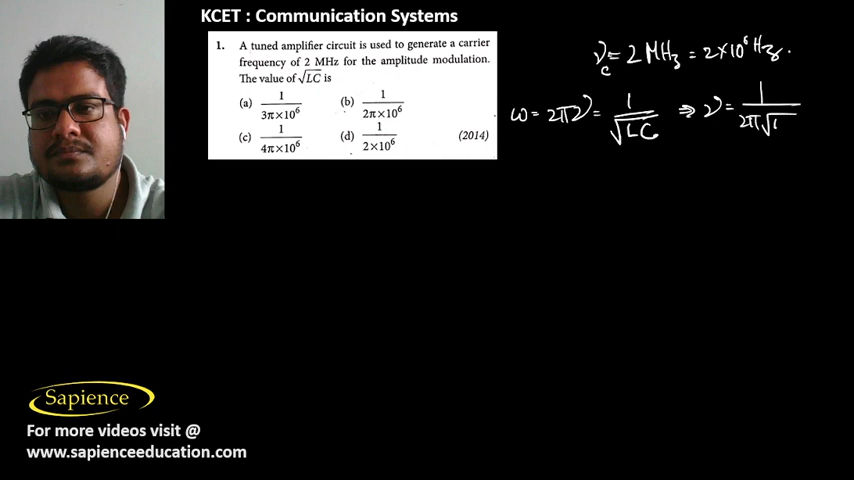 KCET : Communication Systems
1. A tuned amplifier circuit is used to generate a carrier
frequency of 2 MHz for the amplitude modulation.
The value of √LC is
(a) 1/(3π×10⁶) (b) 1/(2π×10⁶)
(c) 1/(4π×10⁶) (d) 1/(2×10⁶) (2014)
ν_c = 2 MHz = 2×10⁶ Hz.
ω = 2πν = 1/√LC ⇒ ν = 1/2π√
Sapience
For more videos visit @
www.sapienceeducation.com